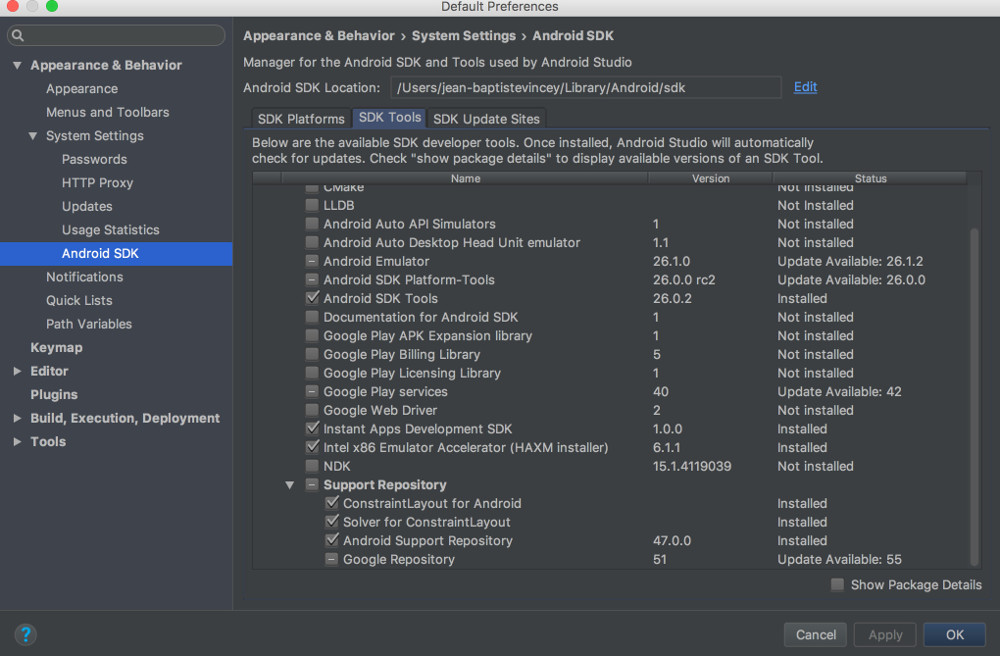 Default Preferences
Appearance & Behavior
Appearance
Menus and Toolbars
System Settings
Passwords
HTTP Proxy
Updates
Usage Statistics
Android SDK
Notifications
Quick Lists
Path Variables
Keymap
Editor
Plugins
Build, Execution, Deployment
Tools
Appearance & Behavior › System Settings › Android SDK
Manager for the Android SDK and Tools used by Android Studio
Android SDK Location: /Users/jean-baptistevincey/Library/Android/sdk Edit
SDK Platforms SDK Tools SDK Update Sites
Below are the available SDK developer tools. Once installed, Android Studio will automatically
check for updates. Check "show package details" to display available versions of an SDK Tool.
Name Version Status
CMake Not Installed
LLDB Not Installed
Android Auto API Simulators 1 Not installed
Android Auto Desktop Head Unit emulator 1.1 Not installed
Android Emulator 26.1.0 Update Available: 26.1.2
Android SDK Platform-Tools 26.0.0 rc2 Update Available: 26.0.0
Android SDK Tools 26.0.2 Installed
Documentation for Android SDK 1 Not installed
Google Play APK Expansion library 1 Not installed
Google Play Billing Library 5 Not installed
Google Play Licensing Library 1 Not installed
Google Play services 40 Update Available: 42
Google Web Driver 2 Not installed
Instant Apps Development SDK 1.0.0 Installed
Intel x86 Emulator Accelerator (HAXM installer) 6.1.1 Installed
NDK 15.1.4119039 Not installed
Support Repository
ConstraintLayout for Android Installed
Solver for ConstraintLayout Installed
Android Support Repository 47.0.0 Installed
Google Repository 51 Update Available: 55
Show Package Details
? Cancel Apply OK